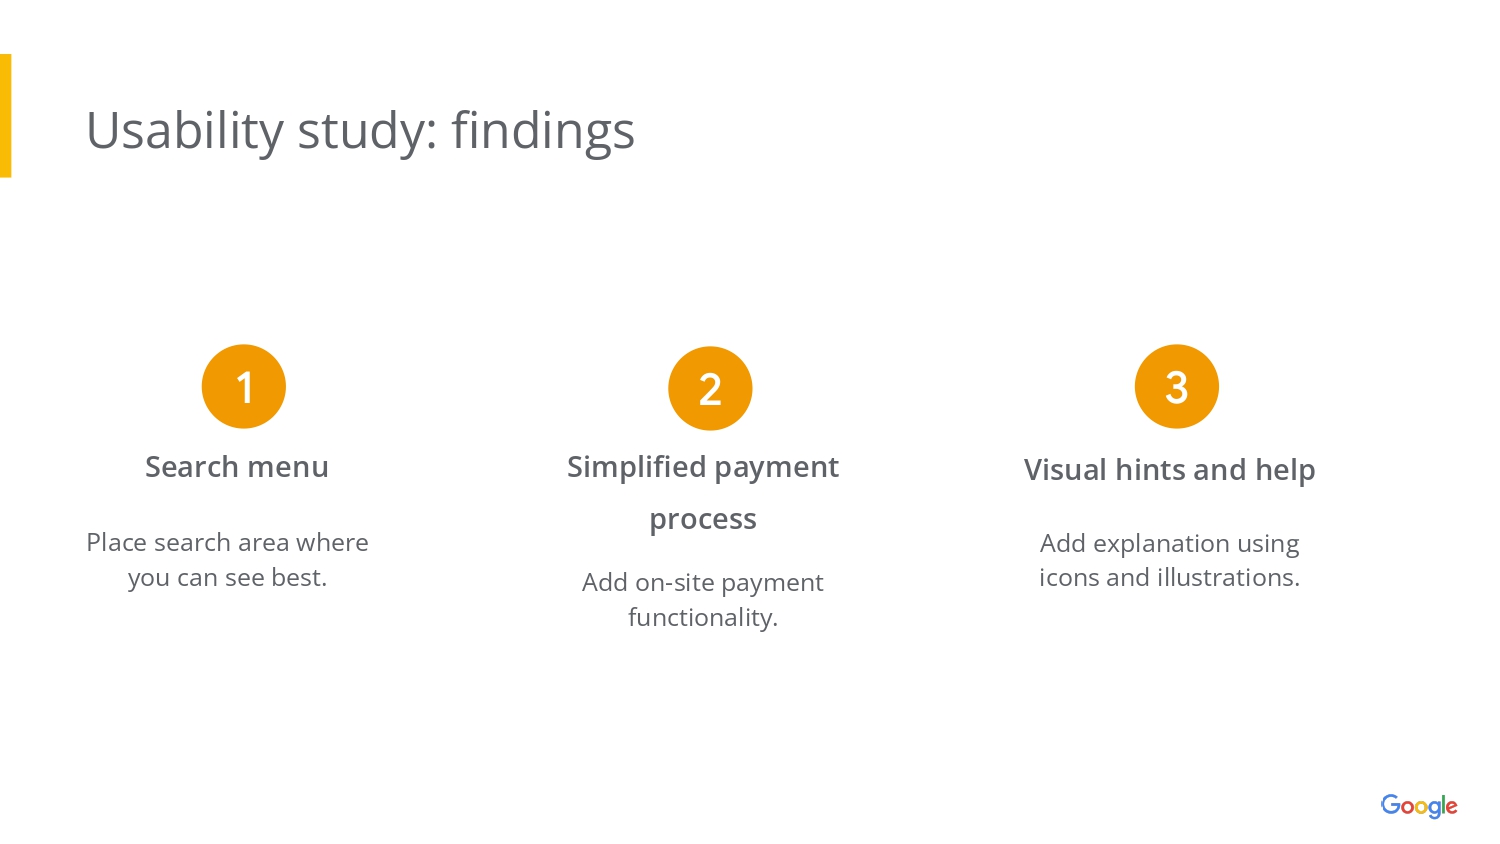 Usability study: findings
1
Search menu
Place search area where
you can see best.
2
Simplified payment
process
Add on-site payment
functionality.
3
Visual hints and help
Add explanation using
icons and illustrations.
Google